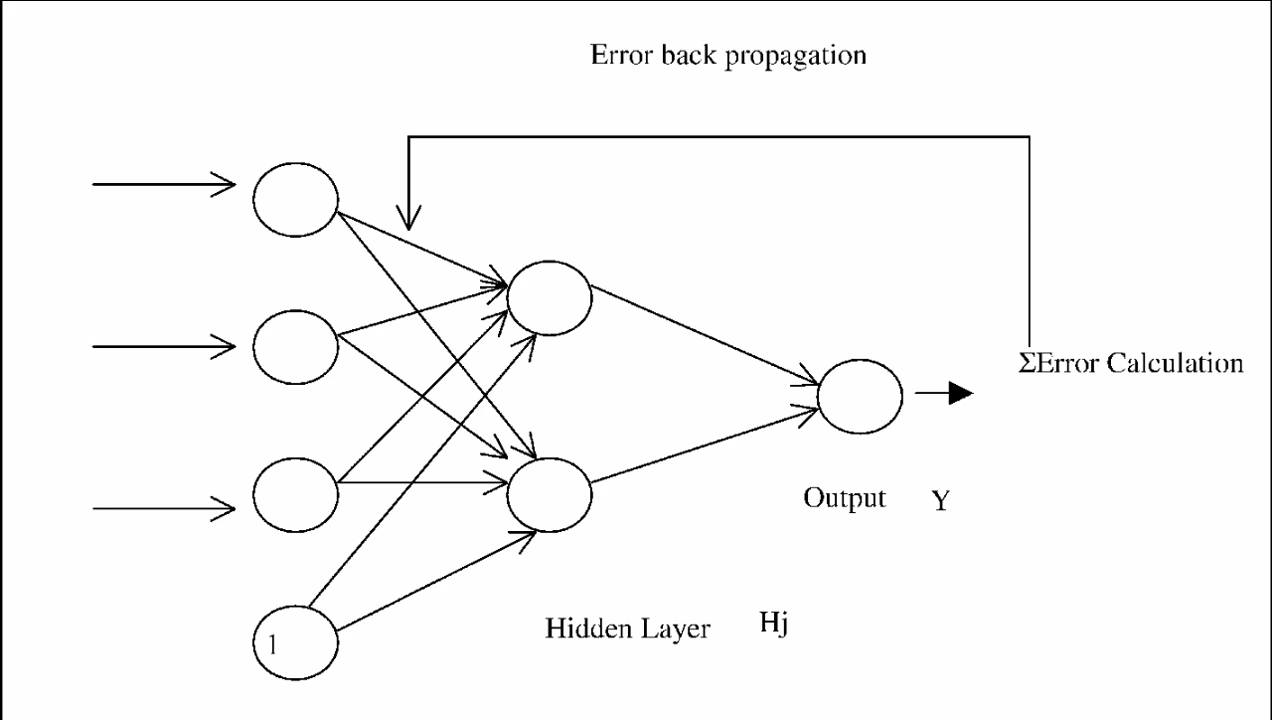 Error back propagation
ΣError Calculation
Output Y
Hidden Layer Hj
1